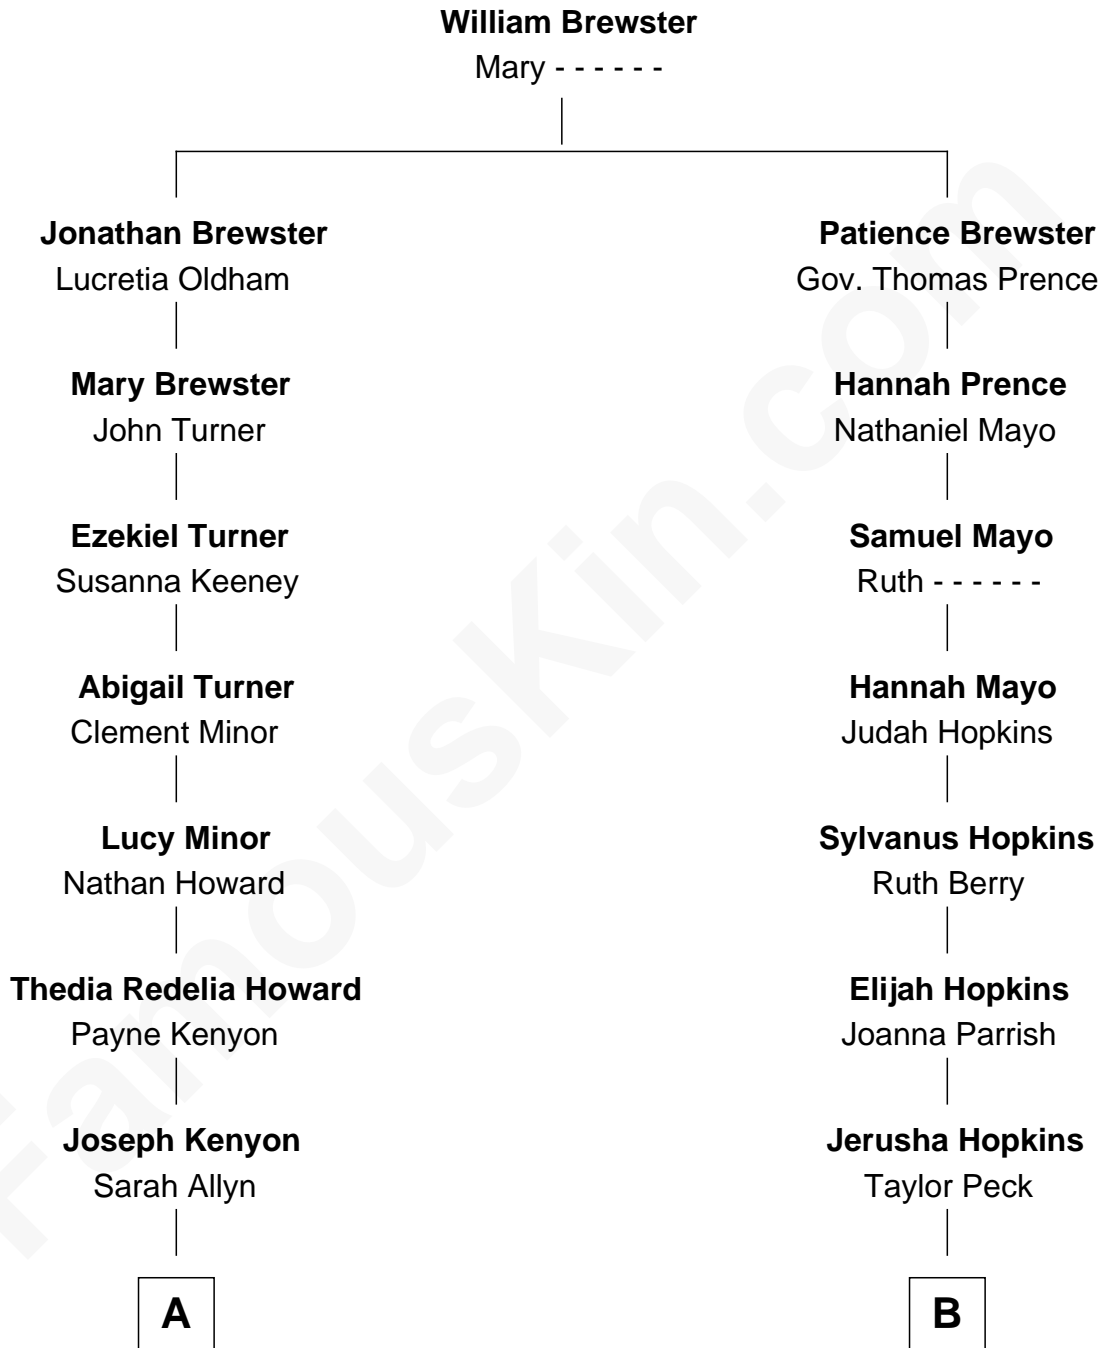 William Brewster
Mary - - - - - -
Jonathan Brewster
Lucretia Oldham
Patience Brewster
Gov. Thomas Prence
Mary Brewster
John Turner
Hannah Prence
Nathaniel Mayo
Ezekiel Turner
Susanna Keeney
Samuel Mayo
Ruth - - - - - -
Abigail Turner
Clement Minor
Hannah Mayo
Judah Hopkins
Lucy Minor
Nathan Howard
Sylvanus Hopkins
Ruth Berry
Thedia Redelia Howard
Payne Kenyon
Elijah Hopkins
Joanna Parrish
Joseph Kenyon
Sarah Allyn
Jerusha Hopkins
Taylor Peck
A
B
FamousKin.com